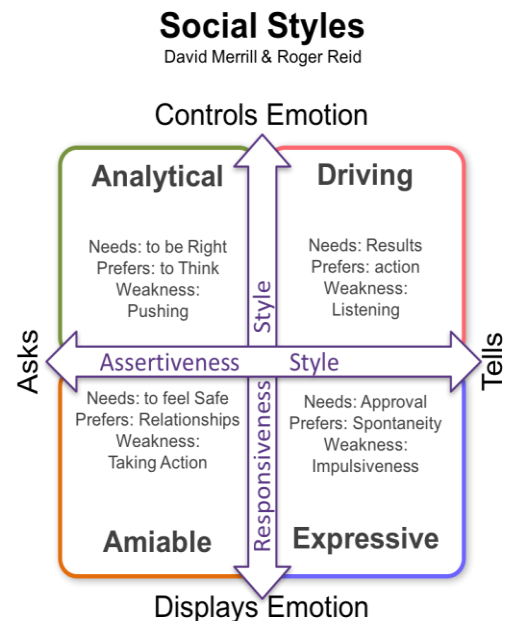 Social Styles
David Merrill & Roger Reid
Controls Emotion
Analytical
Needs: to be Right
Prefers: to Think
Weakness:
Pushing
Driving
Needs: Results
Prefers: action
Weakness:
Listening
Asks
Assertiveness Style
Tells
Responsiveness Style
Needs: to feel Safe
Prefers: Relationships
Weakness:
Taking Action
Amiable
Needs: Approval
Prefers: Spontaneity
Weakness:
Impulsiveness
Expressive
Displays Emotion